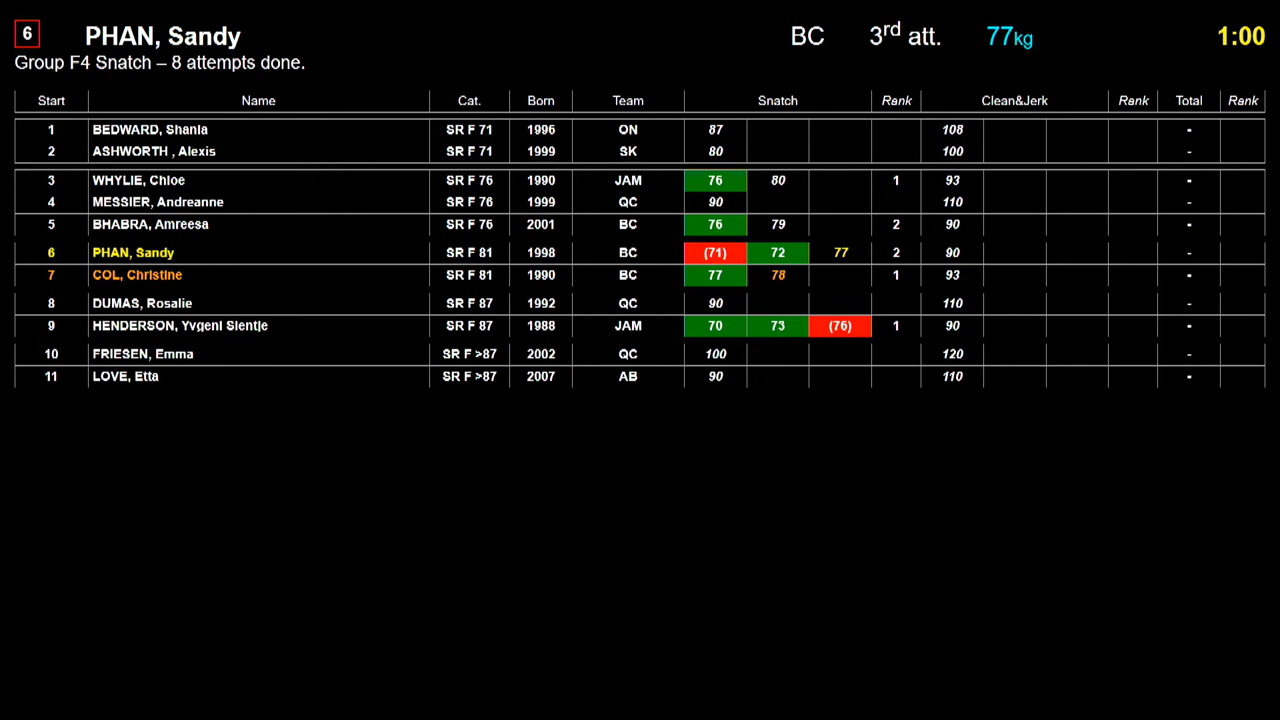 6 PHAN, Sandy BC 3rd att. 77kg 1:00
Group F4 Snatch – 8 attempts done.
Start Name Cat. Born Team Snatch Rank Clean&Jerk Rank Total Rank
1 BEDWARD, Shania SR F 71 1996 ON 87 108 -
2 ASHWORTH , Alexis SR F 71 1999 SK 80 100 -
3 WHYLIE, Chloe SR F 76 1990 JAM 76 80 1 93 -
4 MESSIER, Andreanne SR F 76 1999 QC 90 110 -
5 BHABRA, Amreesa SR F 76 2001 BC 76 79 2 90 -
6 PHAN, Sandy SR F 81 1998 BC (71) 72 77 2 90 -
7 COL, Christine SR F 81 1990 BC 77 78 1 93 -
8 DUMAS, Rosalie SR F 87 1992 QC 90 110 -
9 HENDERSON, Yvgeni Sientje SR F 87 1988 JAM 70 73 (76) 1 90 -
10 FRIESEN, Emma SR F >87 2002 QC 100 120 -
11 LOVE, Etta SR F >87 2007 AB 90 110 -